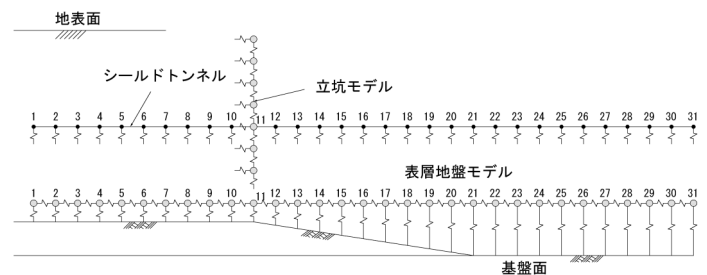 地表面
シールドトンネル
立坑モデル
1 2 3 4 5 6 7 8 9 10 11 12 13 14 15 16 17 18 19 20 21 22 23 24 25 26 27 28 29 31
表層地盤モデル
1 2 3 4 5 6 7 8 9 10 11 12 13 14 15 16 17 18 19 20 21 22 23 24 25 26 27 28 29 30 31
基盤面